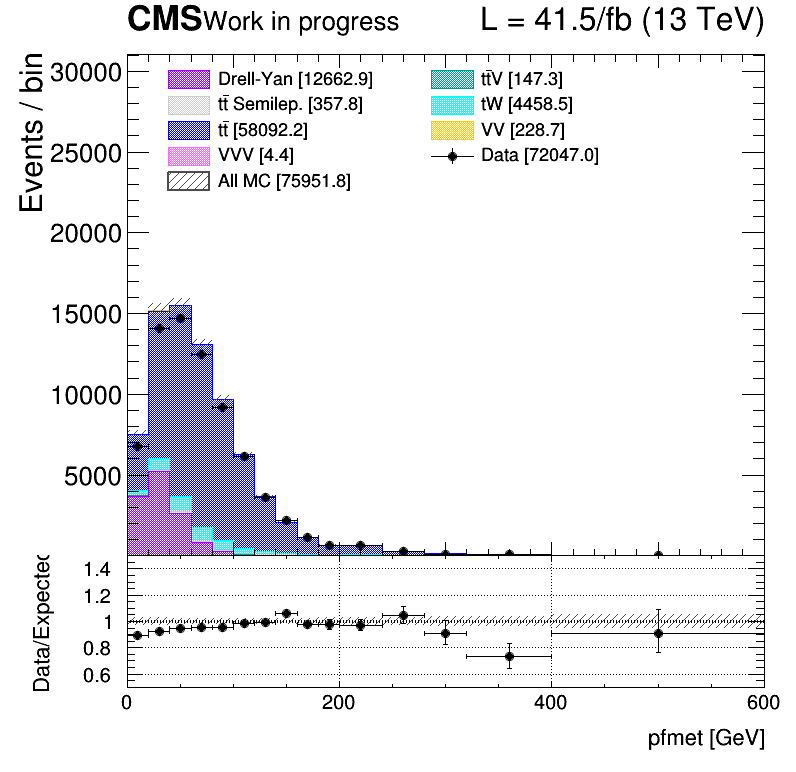 CMS Work in progress L = 41.5/fb (13 TeV)
Events / bin
30000
25000
20000
15000
10000
5000
Drell-Yan [12662.9]
tt̄ Semilep. [357.8]
tt̄ [58092.2]
VVV [4.4]
All MC [75951.8]
tt̄V [147.3]
tW [4458.5]
VV [228.7]
Data [72047.0]
Data/Expected
1.4
1.2
1
0.8
0.6
0 200 400 600
pfmet [GeV]